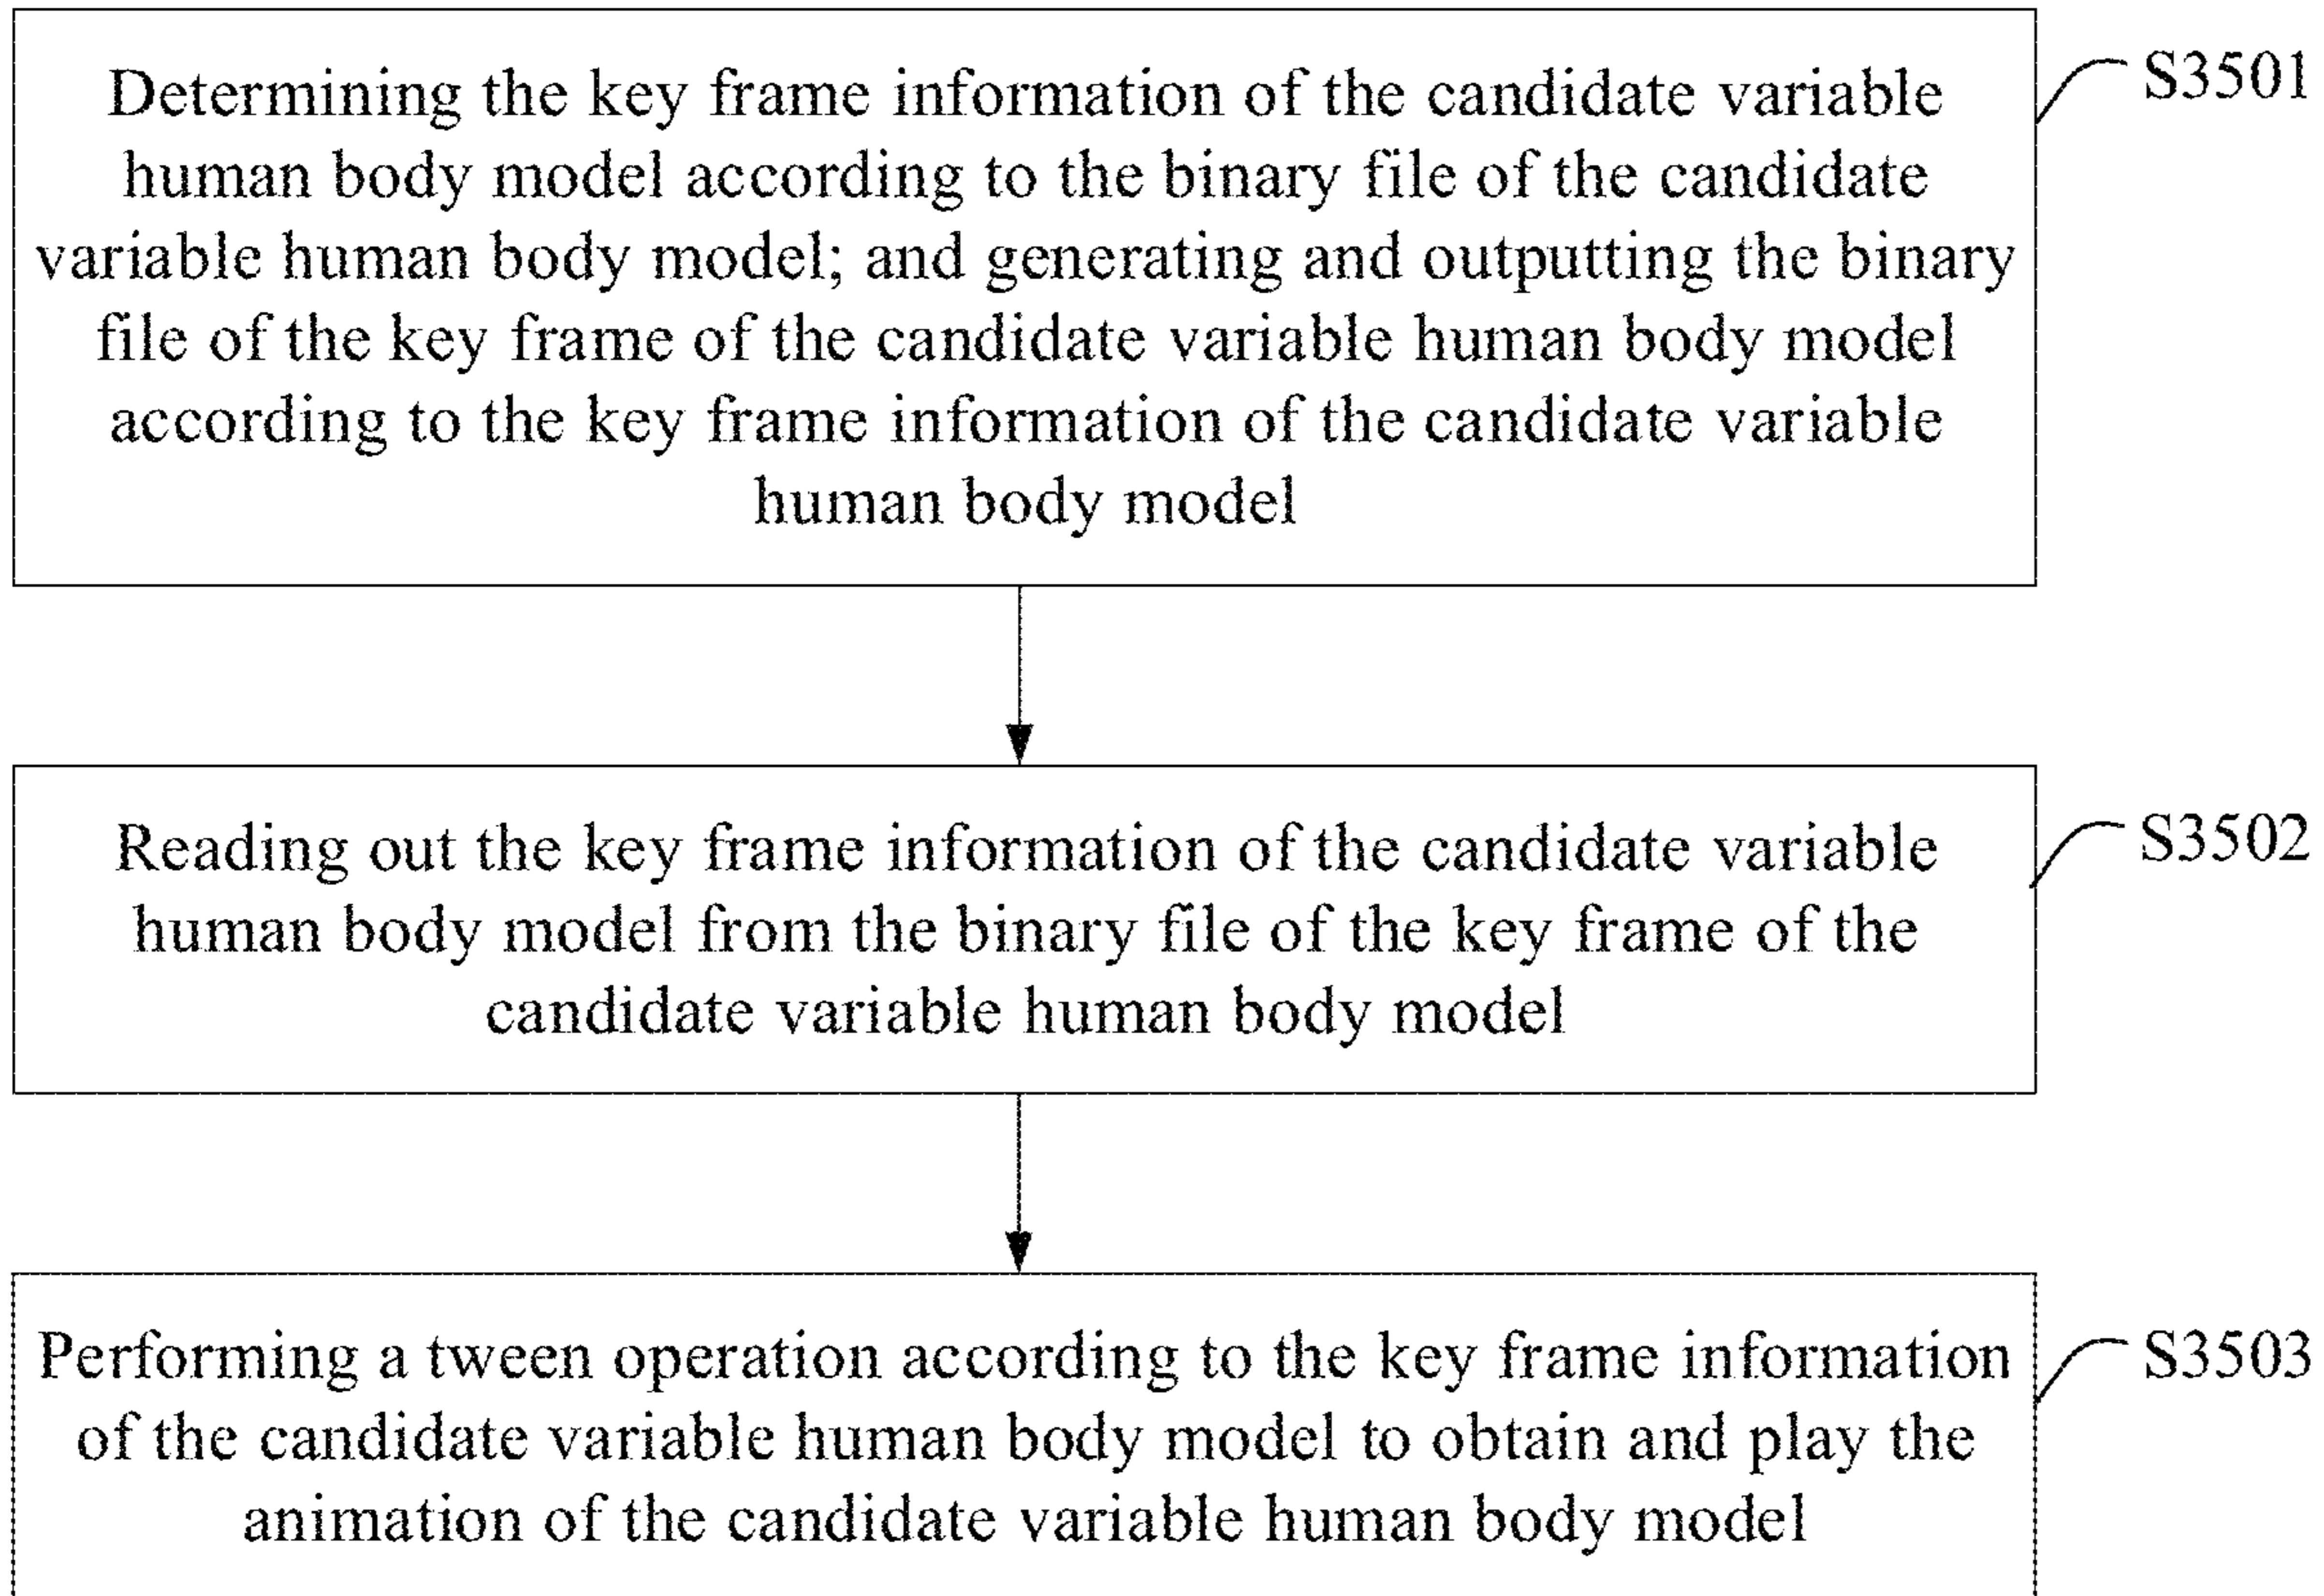 Determining the key frame information of the candidate variable
human body model according to the binary file of the candidate
variable human body model; and generating and outputting the binary
file of the key frame of the candidate variable human body model
according to the key frame information of the candidate variable
human body model
S3501
Reading out the key frame information of the candidate variable
human body model from the binary file of the key frame of the
candidate variable human body model
S3502
Performing a tween operation according to the key frame information
of the candidate variable human body model to obtain and play the
animation of the candidate variable human body model
S3503